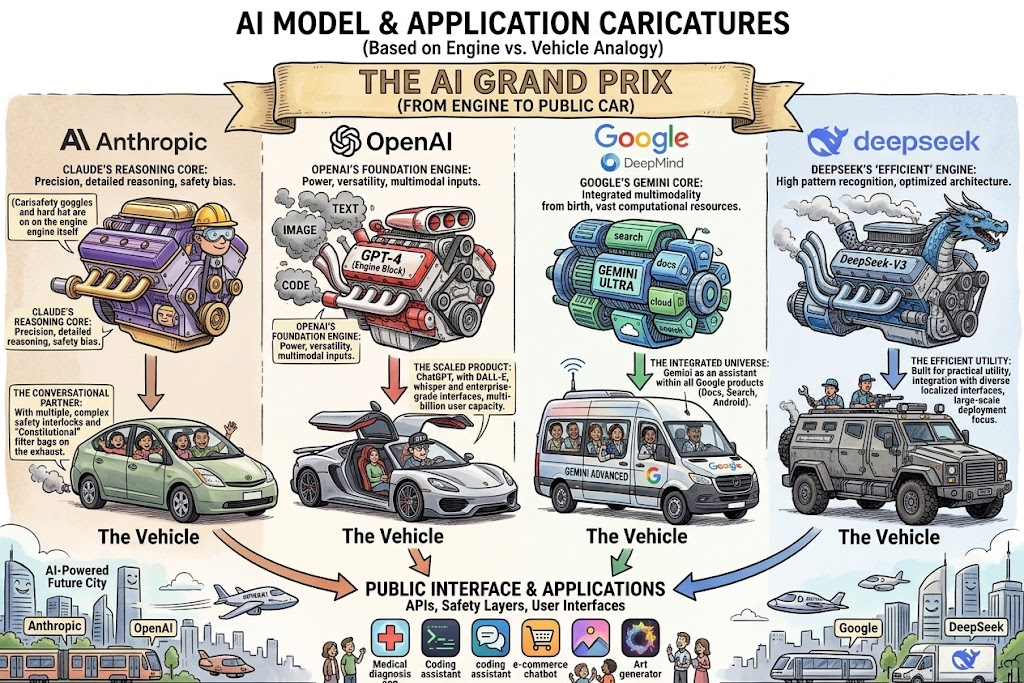 AI MODEL & APPLICATION CARICATURES
(Based on Engine vs. Vehicle Analogy)
THE AI GRAND PRIX
(FROM ENGINE TO PUBLIC CAR)
AI Anthropic
CLAUDE'S REASONING CORE:
Precision, detailed reasoning, safety bias.
(Carisafety goggles
and hard hat are
on on the engine
engine itself
CLAUDE'S
REASONING CORE:
Precision, detailed
reasoning, safety bias.
THE CONVERSATIONAL
PARTNER:
With multiple, complex
safety interlocks and
"Constitutional"
filter bags on
the exhaust.
The Vehicle
OpenAI
OPENAI'S FOUNDATION ENGINE:
Power, versatility, multimodal inputs.
TEXT
IMAGE
CODE
GPT-4
(Engine Block)
OPENAI'S
FOUNDATION ENGINE:
Power, versatility,
multimodal inputs.
THE SCALED PRODUCT:
ChatGPT, with DALL-E,
whisper and enterprise-
grade interfaces, multi-
billion user capacity.
The Vehicle
Google
DeepMind
GOOGLE'S GEMINI CORE:
Integrated multimodality
from birth, vast computational
resources.
search
docs
GEMINI
ULTRA
cloud
search
THE INTEGRATED UNIVERSE:
Gemioi as an assistant
within all Google products
(Docs, Search,
Android).
GEMINI ADVANCED
G
Google
The Vehicle
deepseek
DEEPSEEK'S 'EFFICIENT' ENGINE:
High pattern recognition, optimized architecture.
DeepSeek-V3
THE EFFICIENT UTILITY:
Built for practical utility,
integration with diverse
localized interfaces,
large-scale
deployment
focus.
The Vehicle
PUBLIC INTERFACE & APPLICATIONS
APIs, Safety Layers, User Interfaces
AI-Powered
Future City
Anthropic
OpenAI
Medical
diagnosis
Coding
assistant
coding
assistant
e-commerce
chatbot
Art
generator
Google
DeepSeek